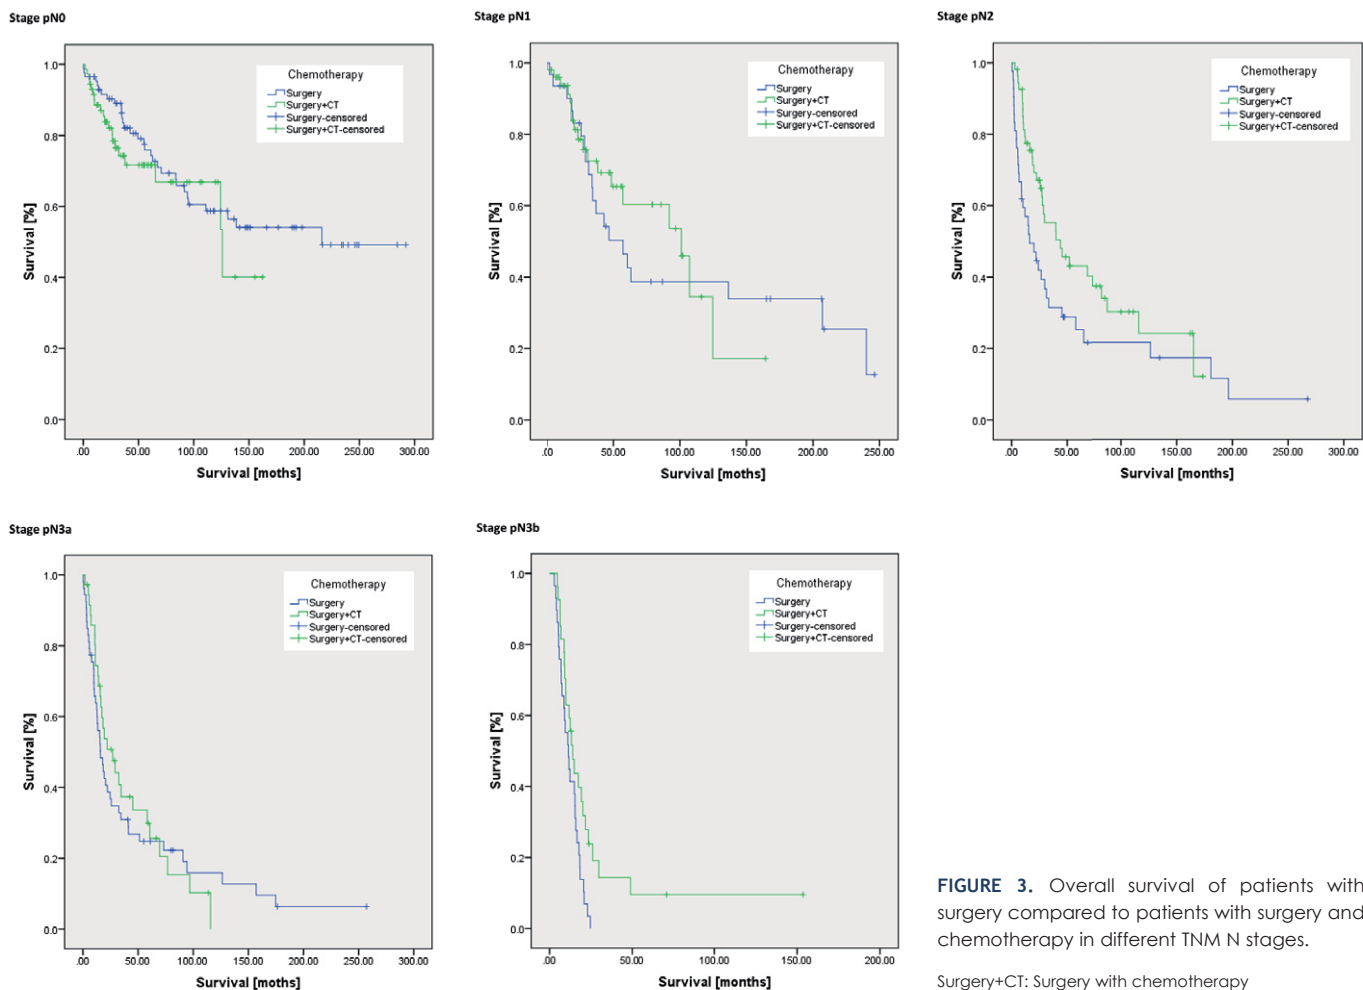 Stage pN0
Stage pN1
Stage pN2
Chemotherapy
Surgery
Surgery+CT
Surgery-censored
Surgery+CT-censored
Survival [%]
1.0
0.8
0.6
0.4
0.2
0.0
.00 50.00 100.00 150.00 200.00 250.00 300.00
Survival [moths]
Chemotherapy
Surgery
Surgery+CT
Surgery-censored
Surgery+CT-censored
Survival [%]
1.0
0.8
0.6
0.4
0.2
0.0
.00 50.00 100.00 150.00 200.00 250.00
Survival [moths]
Chemotherapy
Surgery
Surgery+CT
Surgery-censored
Surgery+CT-censored
Survival [%]
1.0
0.8
0.6
0.4
0.2
0.0
.00 50.00 100.00 150.00 200.00 250.00 300.00
Survival [months]
Stage pN3a
Stage pN3b
Chemotherapy
Surgery
Surgery+CT
Surgery-censored
Surgery+CT-censored
Survival [%]
1.0
0.8
0.6
0.4
0.2
0.0
.00 50.00 100.00 150.00 200.00 250.00 300.00
Survival [moths]
Chemotherapy
Surgery
Surgery+CT
Surgery-censored
Surgery+CT-censored
Survival [%]
1.0
0.8
0.6
0.4
0.2
0.0
.00 50.00 100.00 150.00 200.00
Survival [months]
FIGURE 3. Overall survival of patients with
surgery compared to patients with surgery and
chemotherapy in different TNM N stages.
Surgery+CT: Surgery with chemotherapy